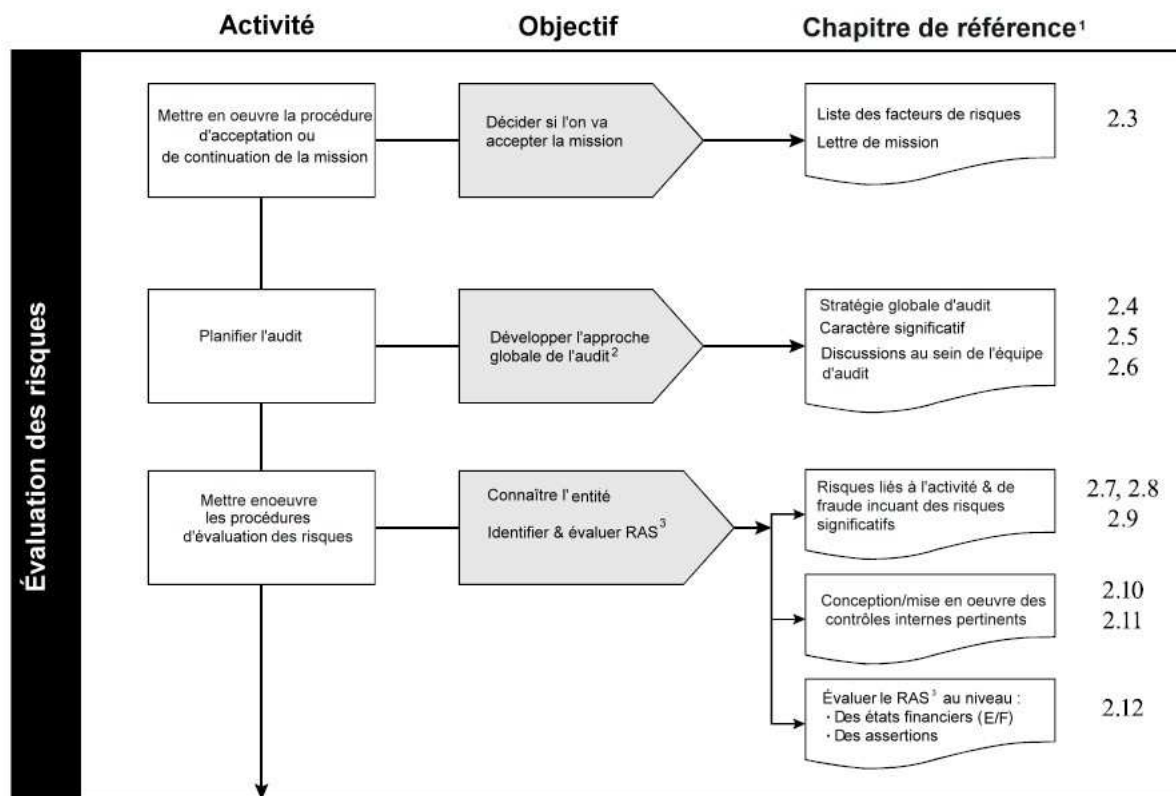 Activité
Objectif
Chapitre de référence¹
Évaluation des risques
Mettre en oeuvre la procédure
d'acceptation ou
de continuation de la mission
Décider si l'on va
accepter la mission
Liste des facteurs de risques
Lettre de mission
2.3
Planifier l'audit
Développer l'approche
globale de l'audit²
Stratégie globale d'audit
Caractère significatif
Discussions au sein de l'équipe
d'audit
2.4
2.5
2.6
Mettre enoeuvre
les procédures
d'évaluation des risques
Connaître l'entité
Identifier & évaluer RAS³
Risques liés à l'activité & de
fraude incuant des risques
significatifs
2.7, 2.8
2.9
Conception/mise en oeuvre des
contrôles internes pertinents
2.10
2.11
Évaluer le RAS³ au niveau :
· Des états financiers (E/F)
· Des assertions
2.12